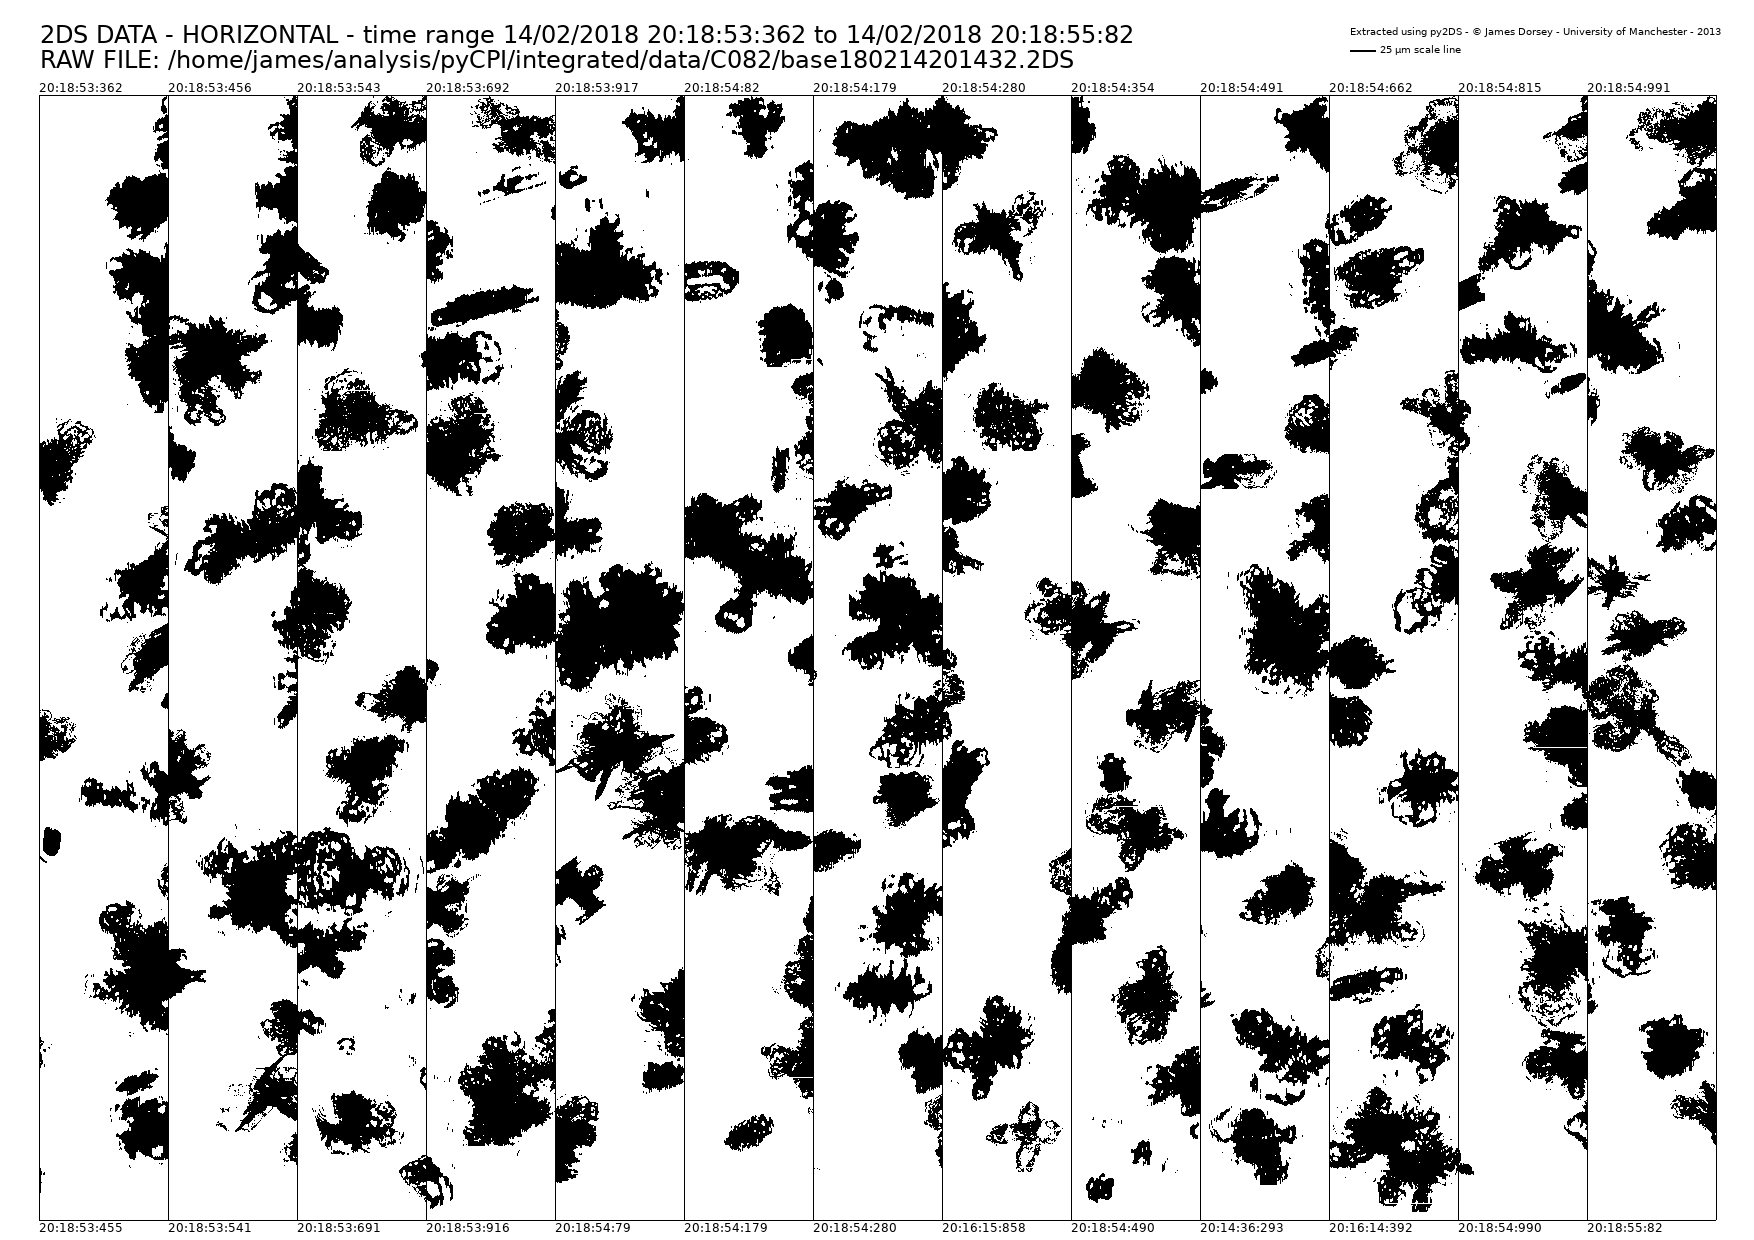 2DS DATA - HORIZONTAL - time range 14/02/2018 20:18:53:362 to 14/02/2018 20:18:55:82
RAW FILE: /home/james/analysis/pyCPI/integrated/data/C082/base180214201432.2DS
Extracted using py2DS - © James Dorsey - University of Manchester - 2013
25 µm scale line
20:18:53:362 20:18:53:456 20:18:53:543 20:18:53:692 20:18:53:917 20:18:54:82 20:18:54:179 20:18:54:280 20:18:54:354 20:18:54:491 20:18:54:662 20:18:54:815 20:18:54:991
20:18:53:455 20:18:53:541 20:18:53:691 20:18:53:916 20:18:54:79 20:18:54:179 20:18:54:280 20:16:15:858 20:18:54:490 20:14:36:293 20:16:14:392 20:18:54:990 20:18:55:82